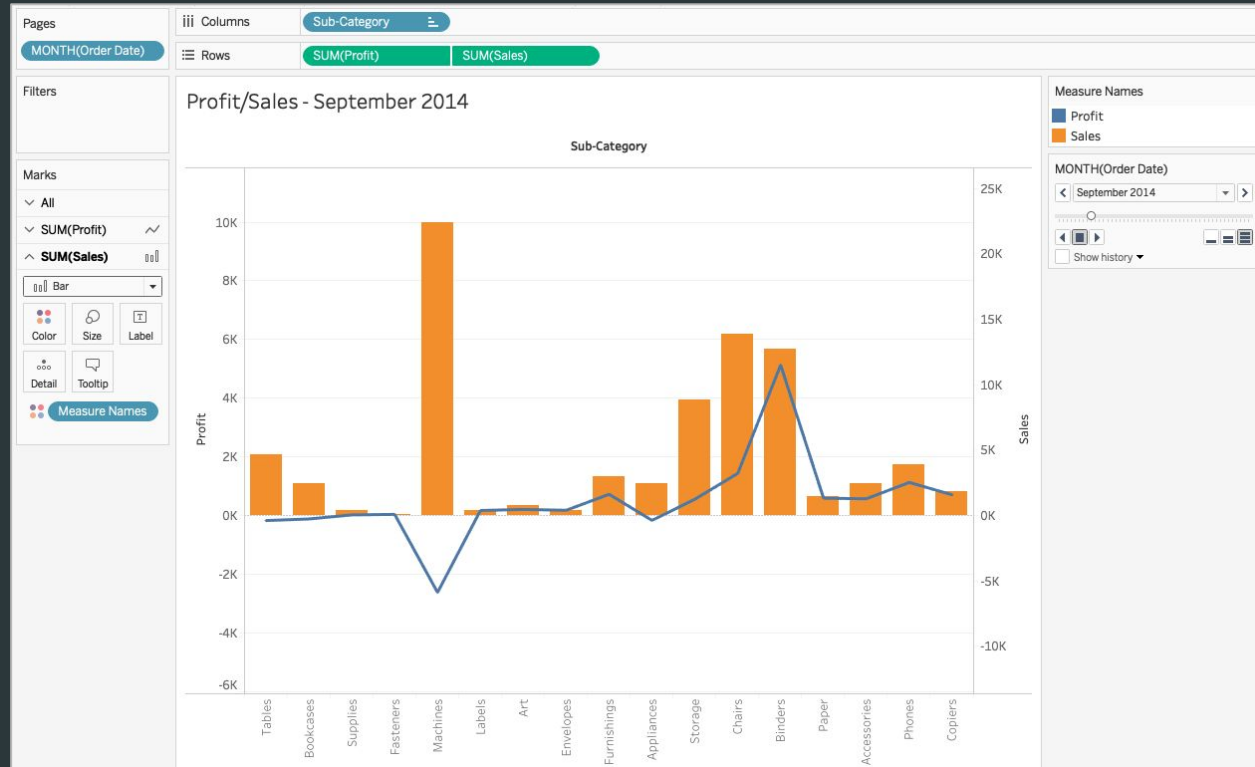 Pages
MONTH(Order Date)
Columns
Sub-Category
Rows
SUM(Profit)
SUM(Sales)
Filters
Marks
All
SUM(Profit)
SUM(Sales)
Bar
Color
Size
Label
Detail
Tooltip
Measure Names
Profit/Sales - September 2014
Sub-Category
Profit
10K
8K
6K
4K
2K
0K
-2K
-4K
-6K
25K
20K
15K
10K
5K
0K
-5K
-10K
Sales
Tables
Bookcases
Supplies
Fasteners
Machines
Labels
Art
Envelopes
Furnishings
Appliances
Storage
Chairs
Binders
Paper
Accessories
Phones
Copiers
Measure Names
Profit
Sales
MONTH(Order Date)
September 2014
Show history